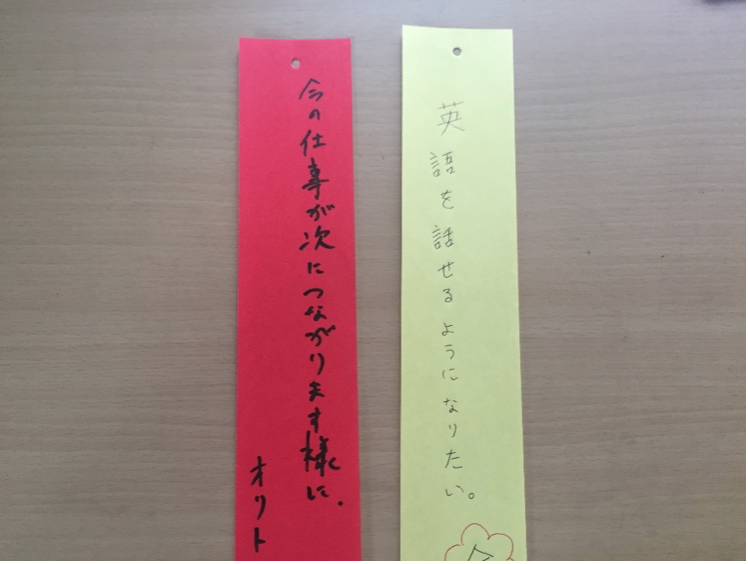 今の仕事が次につながります様に.
オリト
英語を話せるようになりたい。